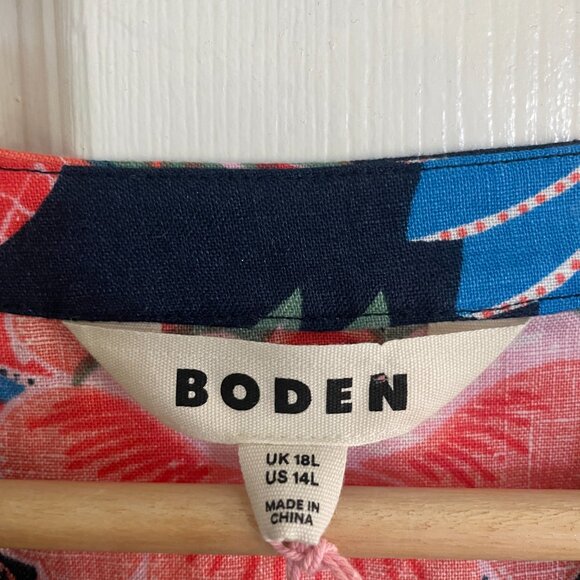 BODEN
UK 18L
US 14L
MADE IN
CHINA